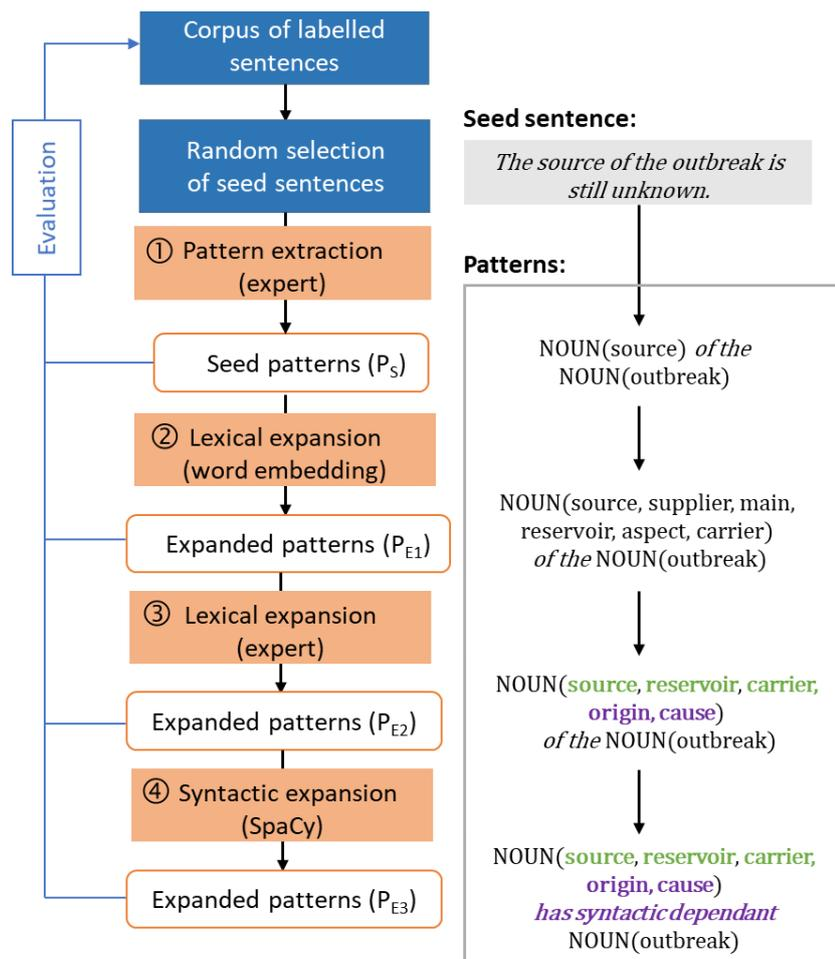 Corpus of labelled
sentences
Random selection
of seed sentences
Evaluation
① Pattern extraction
(expert)
Seed patterns (PS)
② Lexical expansion
(word embedding)
Expanded patterns (PE1)
③ Lexical expansion
(expert)
Expanded patterns (PE2)
④ Syntactic expansion
(SpaCy)
Expanded patterns (PE3)
Seed sentence:
The source of the outbreak is
still unknown.
Patterns:
NOUN(source) of the
NOUN(outbreak)
NOUN(source, supplier, main,
reservoir, aspect, carrier)
of the NOUN(outbreak)
NOUN(source, reservoir, carrier,
origin, cause)
of the NOUN(outbreak)
NOUN(source, reservoir, carrier,
origin, cause)
has syntactic dependant
NOUN(outbreak)